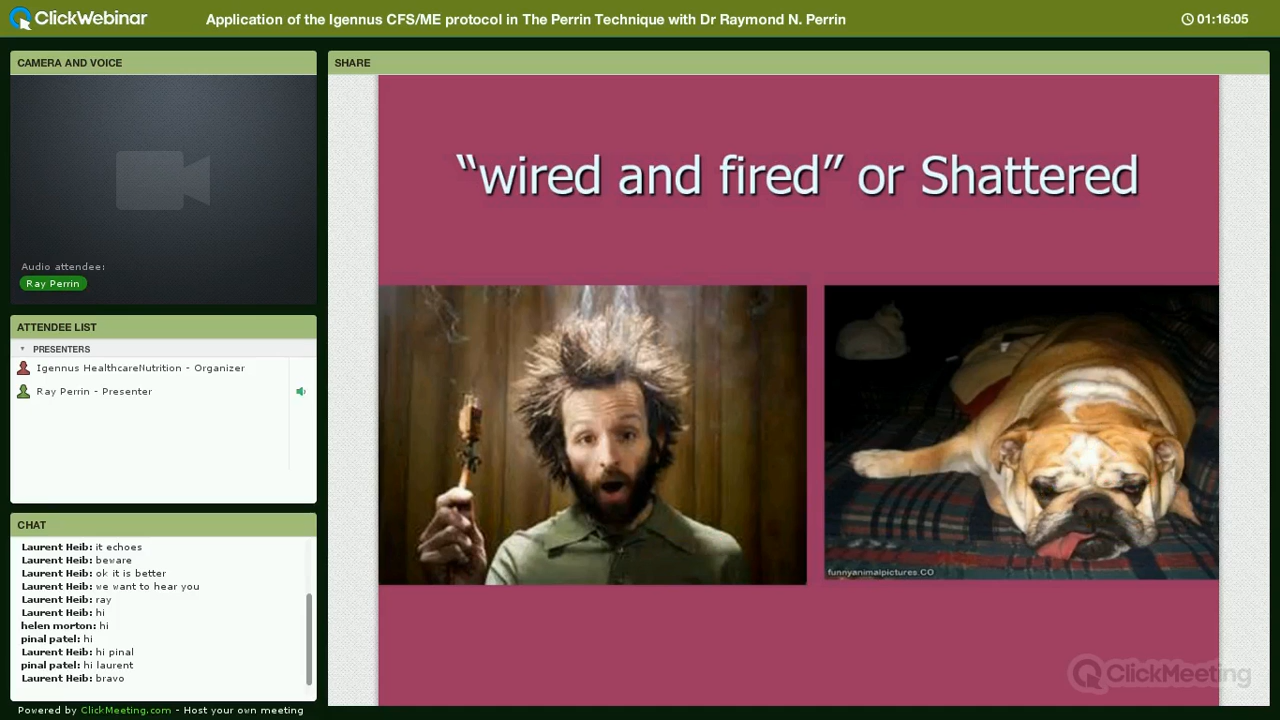 ClickWebinar
Application of the Igennus CFS/ME protocol in The Perrin Technique with Dr Raymond N. Perrin
01:16:05
CAMERA AND VOICE
Audio attendee:
Ray Perrin
ATTENDEE LIST
PRESENTERS
Igennus HealthcareNutrition - Organizer
Ray Perrin - Presenter
CHAT
Laurent Heib: it echoes
Laurent Heib: beware
Laurent Heib: ok it is better
Laurent Heib: we want to hear you
Laurent Heib: ray
Laurent Heib: hi
helen morton: hi
pinal patel: hi
Laurent Heib: hi pinal
pinal patel: hi laurent
Laurent Heib: bravo
Powered by ClickMeeting.com - Host your own meeting
SHARE
“wired and fired” or Shattered
funnyanimalpictures.CO
ClickMeeting